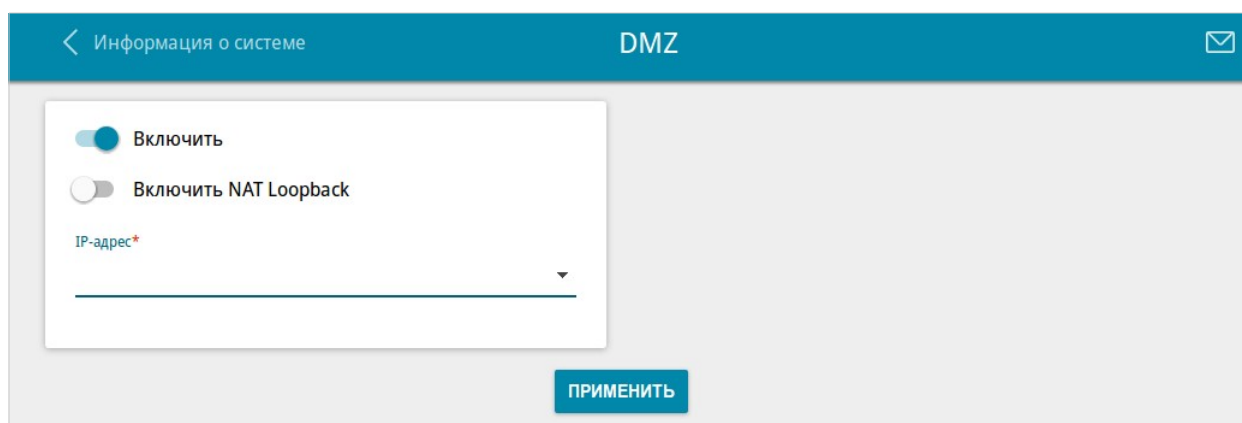 Информация о системе
DMZ
Включить
Включить NAT Loopback
IP-адрес*
ПРИМЕНИТЬ